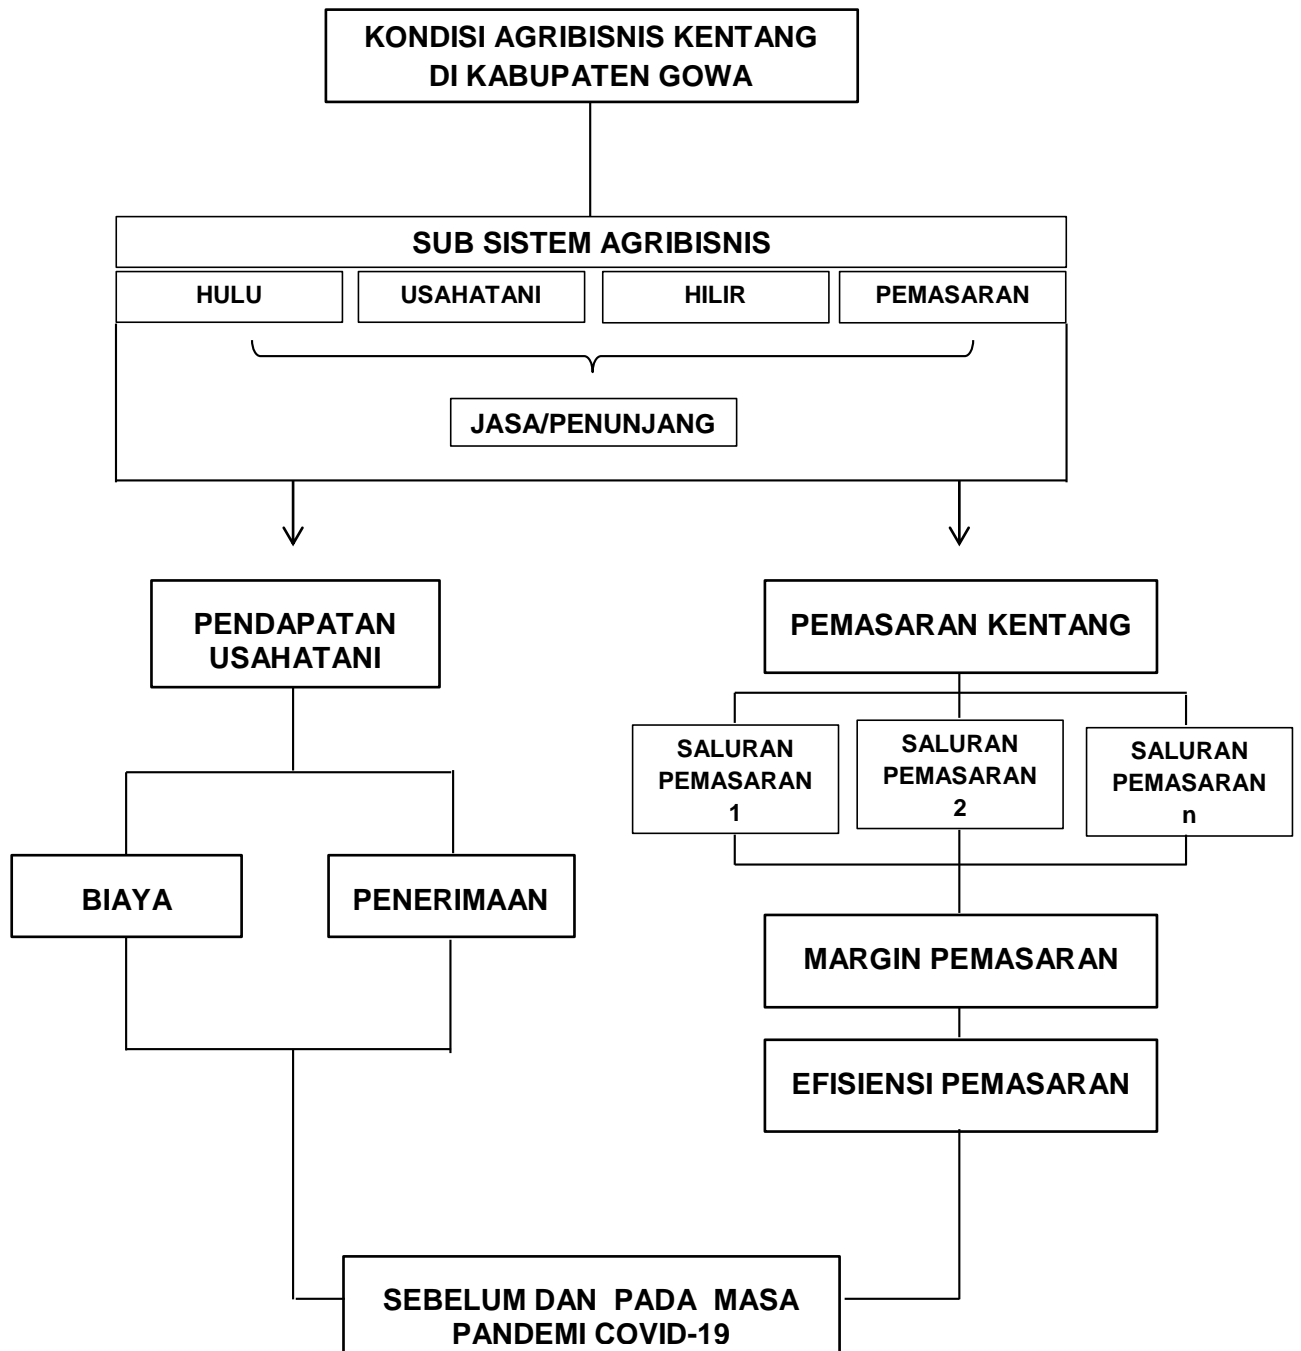 KONDISI AGRIBISNIS KENTANG
DI KABUPATEN GOWA
SUB SISTEM AGRIBISNIS
HULU
USAHATANI
HILIR
PEMASARAN
JASA/PENUNJANG
PENDAPATAN
USAHATANI
PEMASARAN KENTANG
SALURAN
PEMASARAN
1
SALURAN
PEMASARAN
2
SALURAN
PEMASARAN
n
BIAYA
PENERIMAAN
MARGIN PEMASARAN
EFISIENSI PEMASARAN
SEBELUM DAN PADA MASA
PANDEMI COVID-19